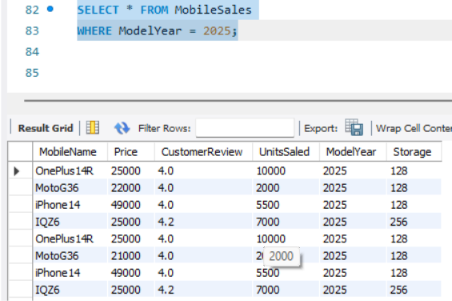 82 SELECT * FROM MobileSales
83 WHERE ModelYear = 2025;
84
85
Result Grid Filter Rows: Export: Wrap Cell Conte
MobileName Price CustomerReview UnitsSaled ModelYear Storage
OnePlus14R 25000 4.0 10000 2025 128
MotoG36 22000 4.0 2000 2025 128
iPhone14 49000 4.0 5500 2025 128
IQZ6 25000 4.2 7000 2025 256
OnePlus14R 25000 4.0 10000 2025 128
MotoG36 21000 4.0 2000 2025 128
iPhone14 49000 4.0 5500 2025 128
IQZ6 25000 4.2 7000 2025 256